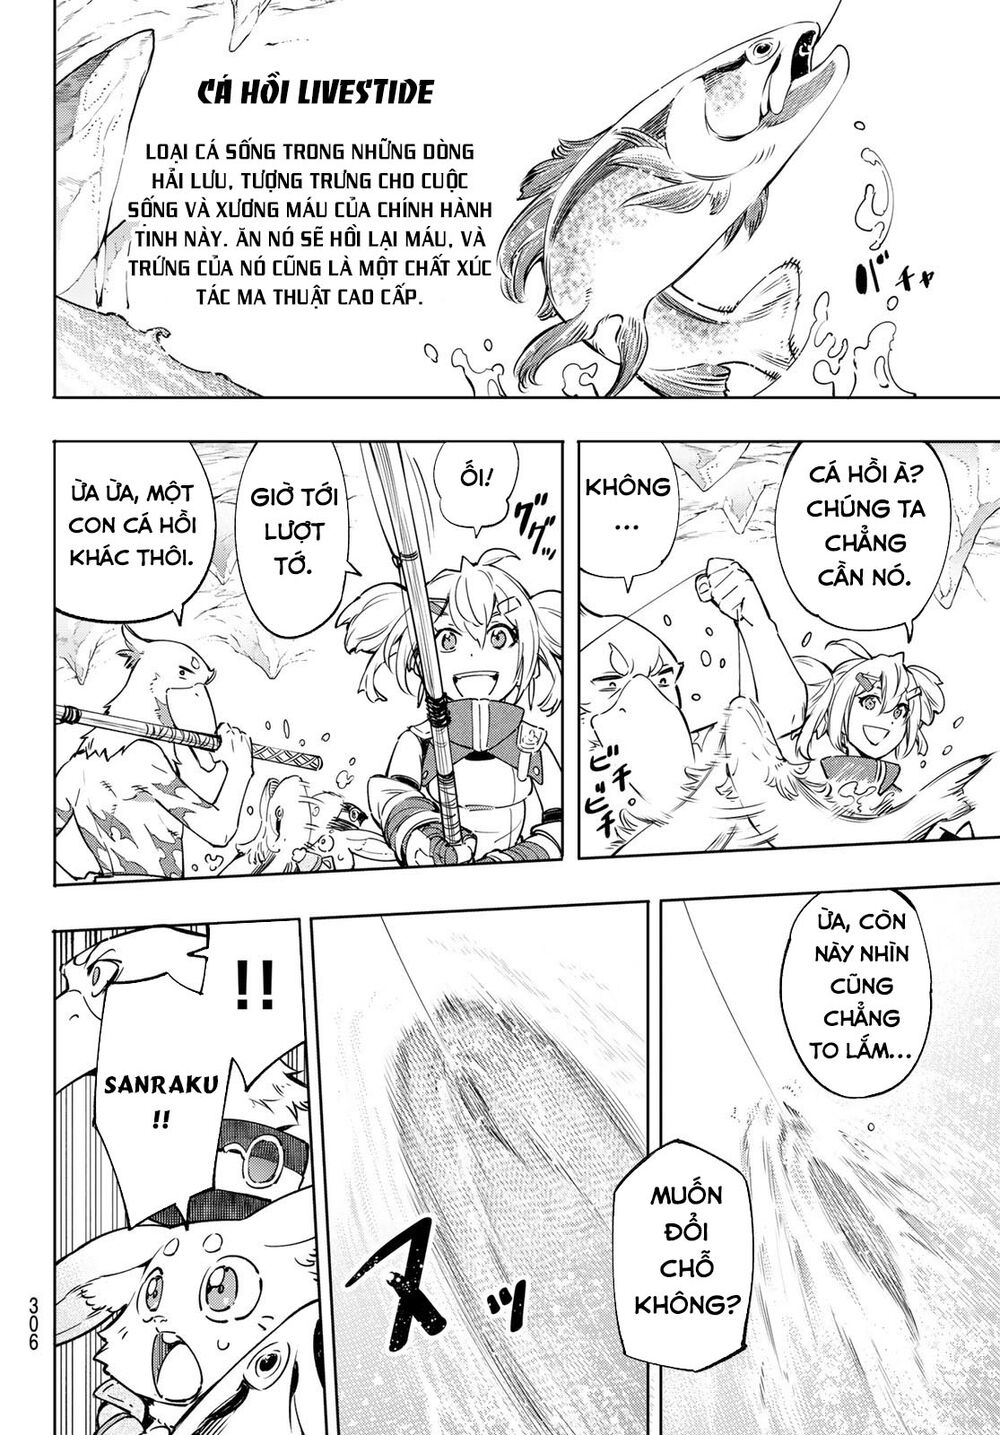 CÁ HỒI LIVESTIDE
LOẠI CÁ SỐNG TRONG NHỮNG DÒNG
HẢI LƯU, TƯỢNG TRƯNG CHO CUỘC
SỐNG VÀ XƯƠNG MÁU CỦA CHÍNH HÀNH
TINH NÀY. ĂN NÓ SẼ HỒI LẠI MÁU, VÀ
TRỨNG CỦA NÓ CŨNG LÀ MỘT CHẤT XÚC
TÁC MA THUẬT CAO CẤP.
バチャ
CÁ HỒI À?
CHÚNG TA
CHẲNG
CẦN NÓ.
KHÔNG
...
ビチ
ビチ
ỐI!
グググッ
GIỜ TỚI
LƯỢT
TỚ.
ỪA ỪA, MỘT
CON CÁ HỒI
KHÁC THÔI.
ỪA, CÒN
NÀY NHÌN
CŨNG
CHẲNG
TO LẮM...
MUỐN
ĐỔI
CHỖ
KHÔNG?
ズッ
!!
SANRAKU
!!
306